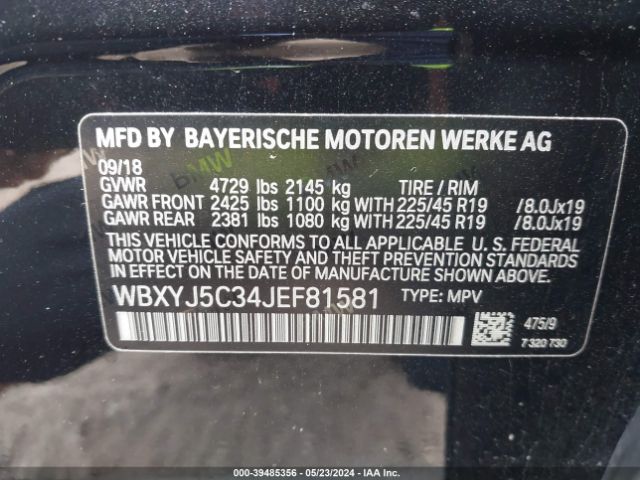 MFD BY BAYERISCHE MOTOREN WERKE AG
09/18
GVWR 4729 lbs 2145 kg TIRE / RIM
GAWR FRONT 2425 lbs 1100 kg WITH 225/45 R19 /8.0Jx19
GAWR REAR 2381 lbs 1080 kg WITH 225/45 R19 /8.0Jx19
THIS VEHICLE CONFORMS TO ALL APPLICABLE U. S. FEDERAL
MOTOR VEHICLE SAFETY AND THEFT PREVENTION STANDARDS
IN EFFECT ON THE DATE OF MANUFACTURE SHOWN ABOVE.
WBXYJ5C34JEF81581 TYPE: MPV
475/9
7 320 730
000-39485356 - 05/23/2024 - IAA Inc.